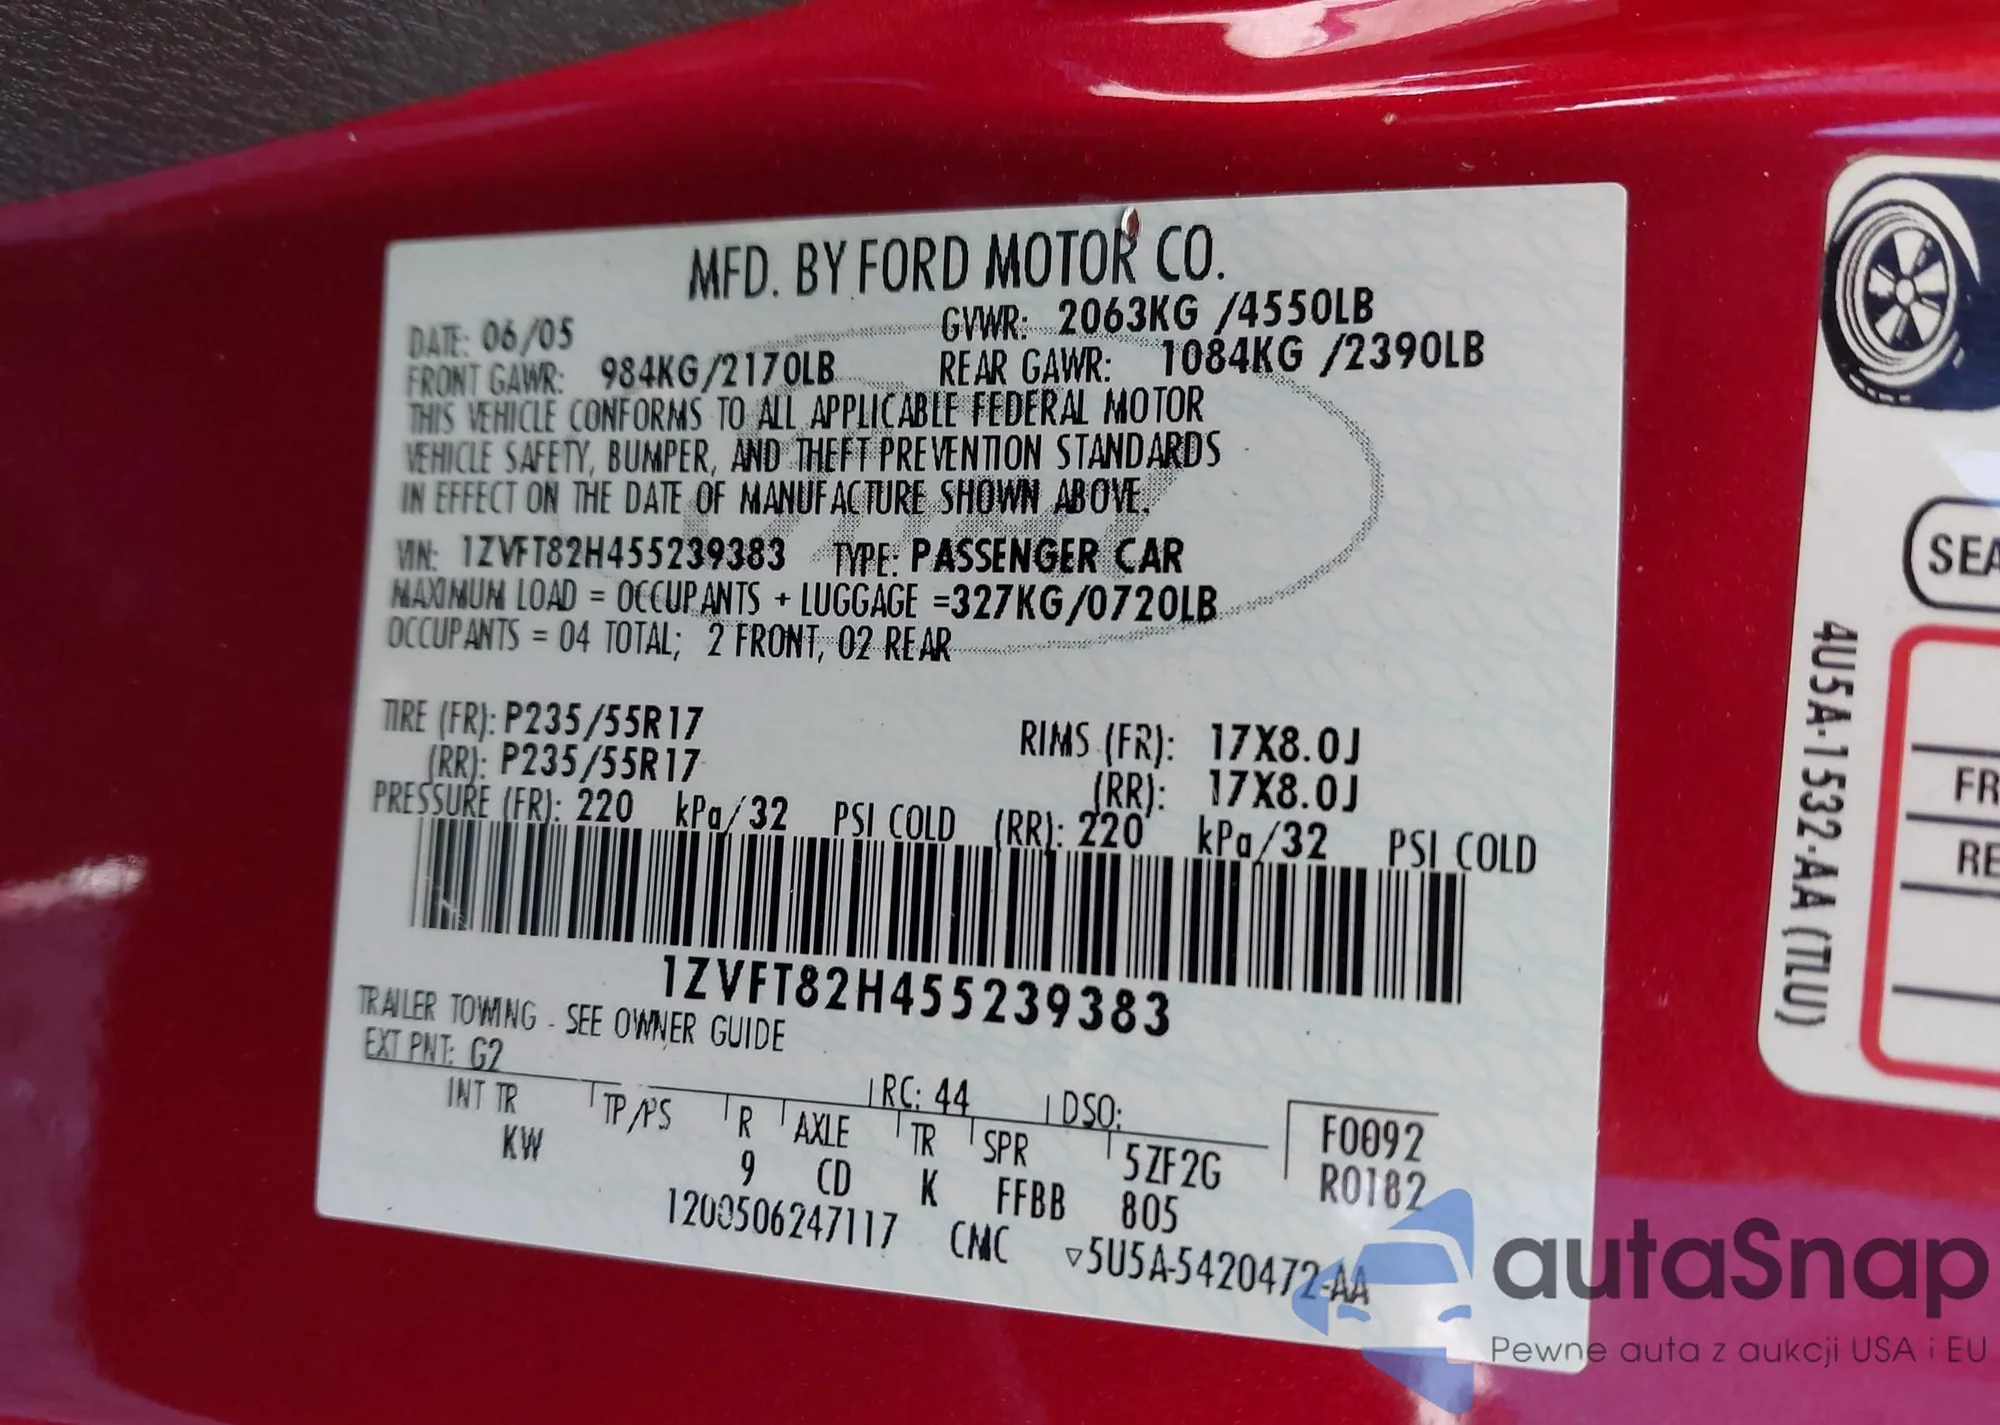 MFD. BY FORD MOTOR CO.
DATE: 06/05 GVWR: 2063KG /4550LB
FRONT GAWR: 984KG/2170LB REAR GAWR: 1084KG /2390LB
THIS VEHICLE CONFORMS TO ALL APPLICABLE FEDERAL MOTOR
VEHICLE SAFETY, BUMPER, AND THEFT PREVENTION STANDARDS
IN EFFECT ON THE DATE OF MANUFACTURE SHOWN ABOVE.
VIN: 1ZVFT82H455239383 TYPE: PASSENGER CAR
MAXIMUM LOAD = OCCUPANTS + LUGGAGE =327KG/0720LB
OCCUPANTS = 04 TOTAL; 2 FRONT, 02 REAR
TIRE (FR): P235/55R17 RIMS (FR): 17X8.0J
(RR): P235/55R17 (RR): 17X8.0J
PRESSURE (FR): 220 kPa/32 PSI COLD (RR): 220 kPa/32 PSI COLD
1ZVFT82H455239383
TRAILER TOWING - SEE OWNER GUIDE
EXT PNT: G2 RC: 44 DSO:
INT TR TP/PS R AXLE TR SPR 5ZF2G
KW 9 CD K FFBB 805
F0092
R0182
1200506247117 CMC ▽5U5A-5420472-AA
SEA
FR
RE
4U5A-1532-AA (TLU)
autaSnap
Pewne auta z aukcji USA i EU